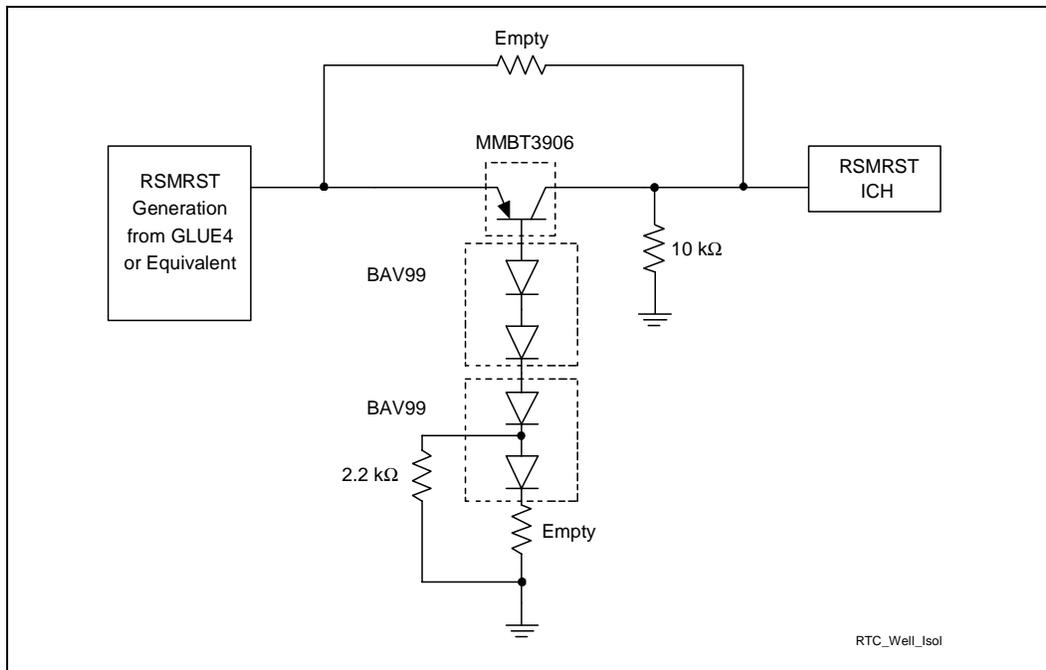 Empty
MMBT3906
RSMRST
Generation
from GLUE4
or Equivalent
RSMRST
ICH
10 kΩ
BAV99
BAV99
2.2 kΩ
Empty
RTC_Well_Isol